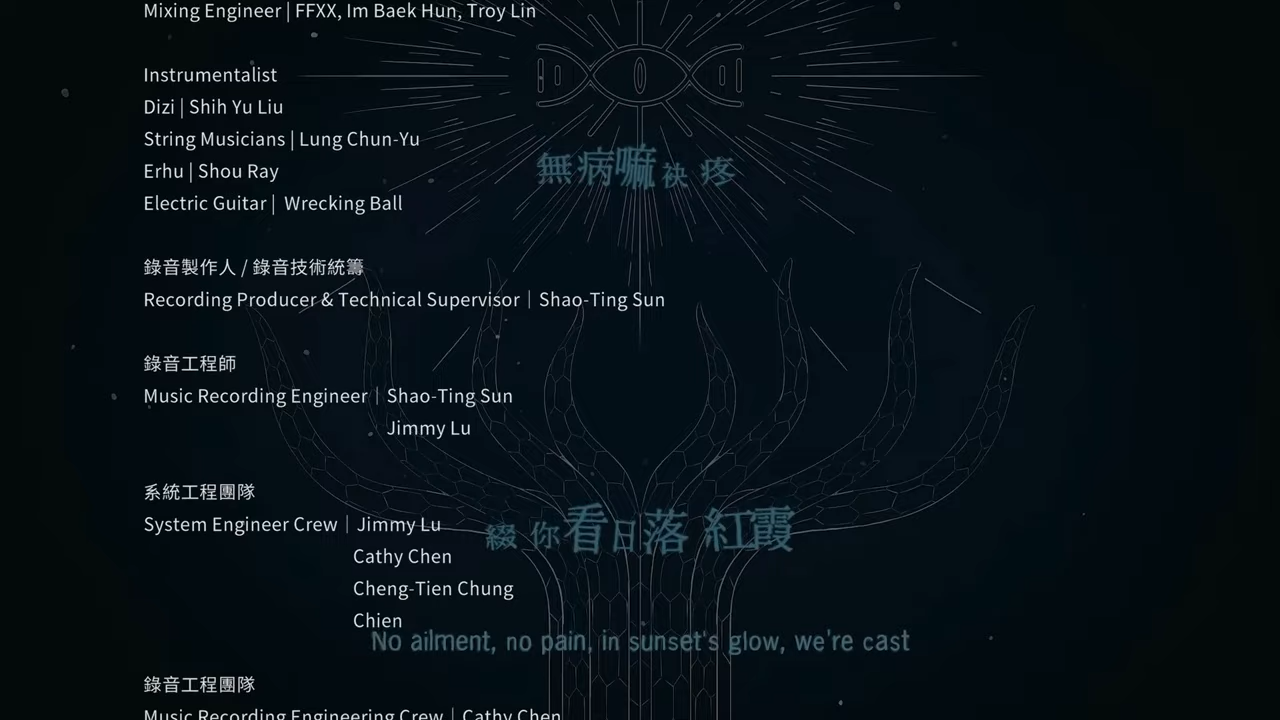 Mixing Engineer | FFXX, Im Baek Hun, Troy Lin
Instrumentalist
Dizi | Shih Yu Liu
String Musicians | Lung Chun-Yu
Erhu | Shou Ray
Electric Guitar | Wrecking Ball
無病嘛袂疼
錄音製作人 / 錄音技術統籌
Recording Producer & Technical Supervisor | Shao-Ting Sun
錄音工程師
Music Recording Engineer | Shao-Ting Sun
Jimmy Lu
系統工程團隊
System Engineer Crew | Jimmy Lu
Cathy Chen
Cheng-Tien Chung
Chien
綴你看日落紅霞
No ailment, no pain, in sunset's glow, we're cast
錄音工程團隊
Music Recording Engineering Crew | Cathy Chen